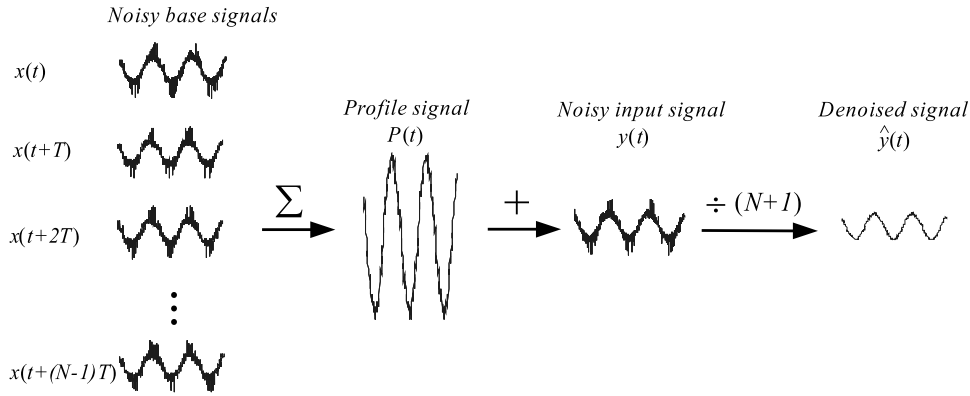 Noisy base signals
x(t)
x(t+T)
x(t+2T)
⋮
x(t+(N-1)T)
Σ
Profile signal
P(t)
+
Noisy input signal
y(t)
÷ (N+1)
Denoised signal
ŷ(t)